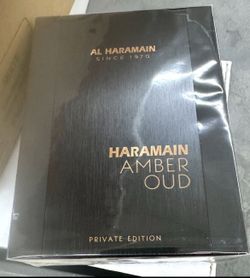 AL HARAMAIN
SINCE 1970
HARAMAIN
AMBER
OUD
PRIVATE EDITION